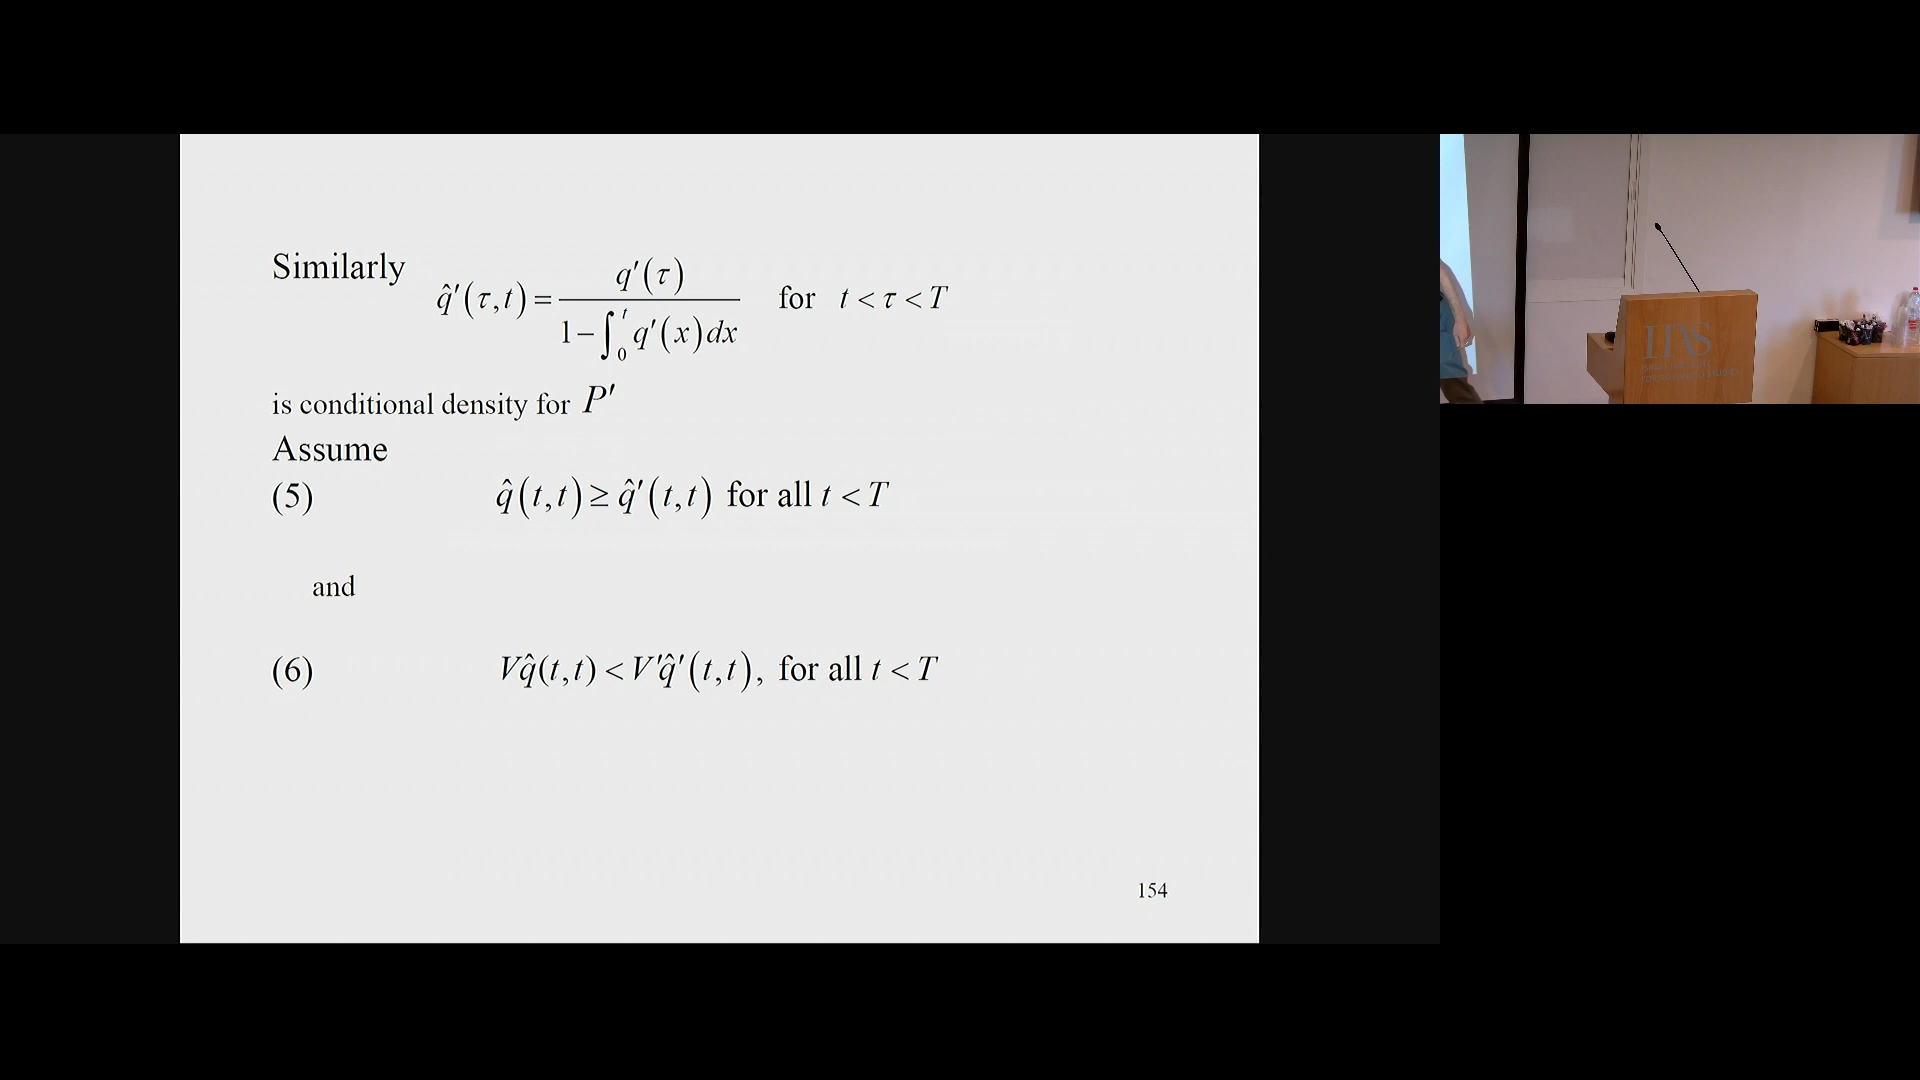 Similarly
q̂′(τ,t) = q′(τ) / (1−∫₀ᵗ q′(x)dx) for t < τ < T
is conditional density for P′
Assume
(5) q̂(t,t) ≥ q̂′(t,t) for all t < T
and
(6) Vq̂(t,t) < V′q̂′(t,t), for all t < T
154
IIAS